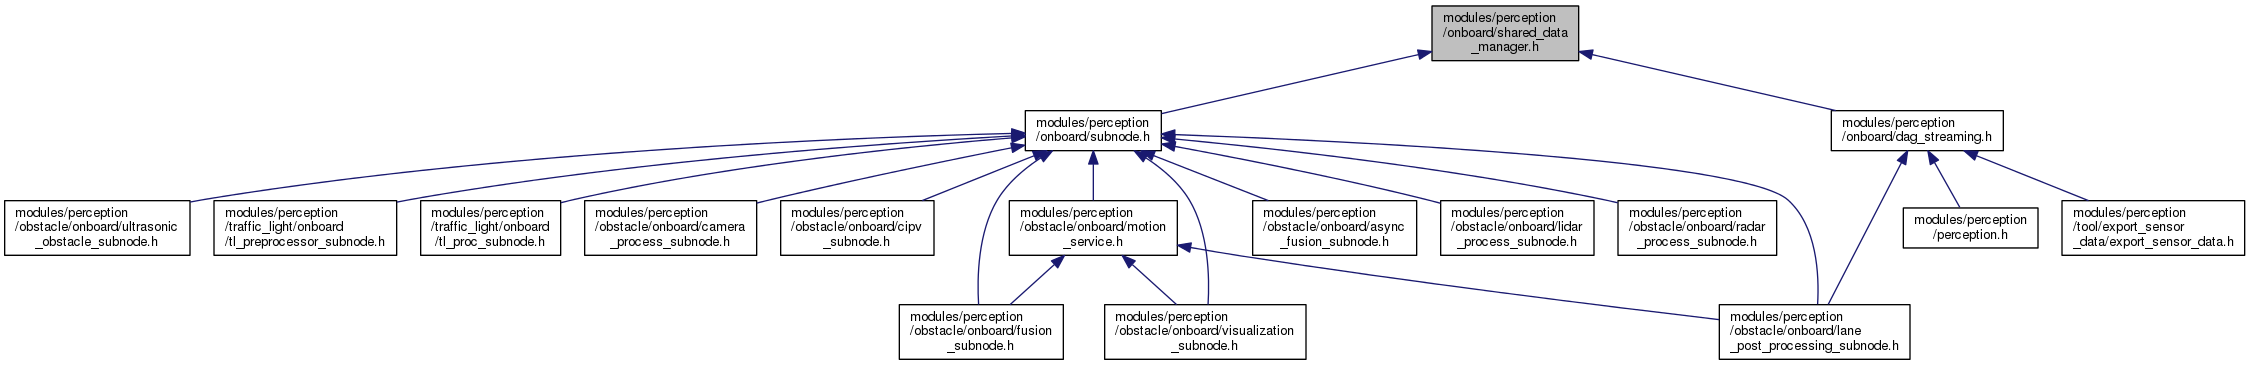 modules/perception
/onboard/shared_data
_manager.h
modules/perception
/onboard/subnode.h
modules/perception
/onboard/dag_streaming.h
modules/perception
/obstacle/onboard/ultrasonic
_obstacle_subnode.h
modules/perception
/traffic_light/onboard
/tl_preprocessor_subnode.h
modules/perception
/traffic_light/onboard
/tl_proc_subnode.h
modules/perception
/obstacle/onboard/camera
_process_subnode.h
modules/perception
/obstacle/onboard/cipv
_subnode.h
modules/perception
/obstacle/onboard/motion
_service.h
modules/perception
/obstacle/onboard/async
_fusion_subnode.h
modules/perception
/obstacle/onboard/lidar
_process_subnode.h
modules/perception
/obstacle/onboard/radar
_process_subnode.h
modules/perception
/perception.h
modules/perception
/tool/export_sensor
_data/export_sensor_data.h
modules/perception
/obstacle/onboard/fusion
_subnode.h
modules/perception
/obstacle/onboard/visualization
_subnode.h
modules/perception
/obstacle/onboard/lane
_post_processing_subnode.h